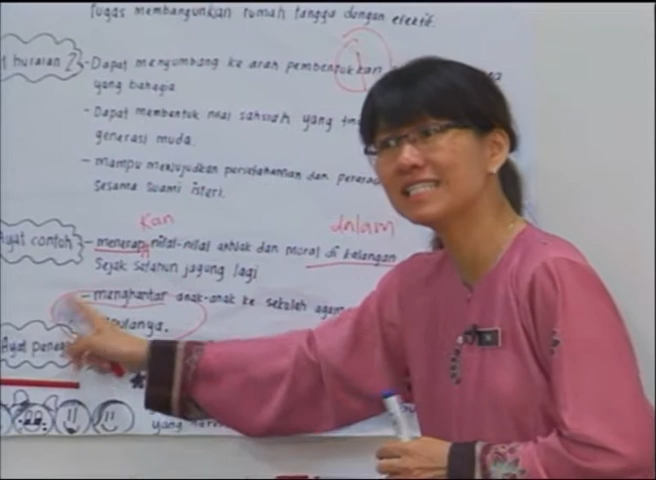 tugas membangunkan rumah tangga dengan efektif.
t huraian 2 - Dapat menyumbang ke arah pembentukkan
yang bahagia
- Dapat membentuk nilai sahsiah yang
generasi muda.
- mampu mewujudkan persefahaman dan
sesama suami isteri.
kan dalam
Ayat contoh - menerap nilai-nilai akhlak dan moral di kalangan
sejak setahun jagung lagi
- menghantar anak-anak ke sekolah agama
Ayat
yang